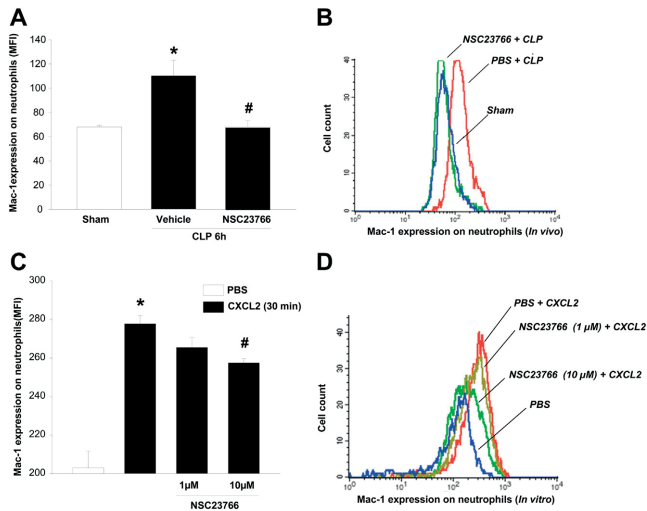 A
Mac-1expression on neutrophils (MFI)
140
120
100
80
60
40
20
0
*
#
Sham
Vehicle
NSC23766
CLP 6h
B
Cell count
40
30
20
10
0
NSC23766 + CLP
PBS + CLP
Sham
10⁰ 10¹ 10² 10³ 10⁴
Mac-1 expression on neutrophils (In vivo)
C
Mac-1 expression on neutrophils(MFI)
300
280
260
240
220
200
PBS
CXCL2 (30 min)
*
#
1µM
10µM
NSC23766
D
Cell count
40
30
20
10
0
PBS + CXCL2
NSC23766 (1 µM) + CXCL2
NSC23766 (10 µM) + CXCL2
PBS
10⁰ 10¹ 10² 10³ 10⁴
Mac-1 expression on neutrophils (In vitro)